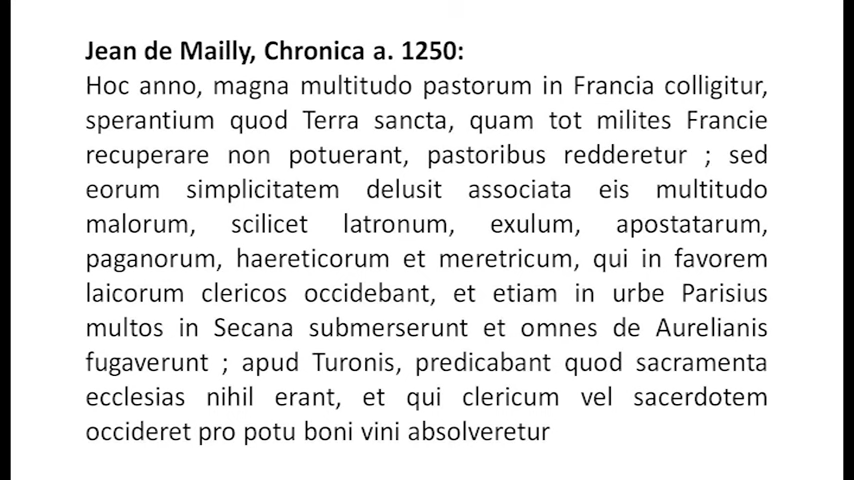 Jean de Mailly, Chronica a. 1250:
Hoc anno, magna multitudo pastorum in Francia colligitur,
sperantium quod Terra sancta, quam tot milites Francie
recuperare non potuerant, pastoribus redderetur ; sed
eorum simplicitatem delusit associata eis multitudo
malorum, scilicet latronum, exulum, apostatarum,
paganorum, haereticorum et meretricum, qui in favorem
laicorum clericos occidebant, et etiam in urbe Parisius
multos in Secana submerserunt et omnes de Aurelianis
fugaverunt ; apud Turonis, predicabant quod sacramenta
ecclesias nihil erant, et qui clericum vel sacerdotem
occideret pro potu boni vini absolveretur